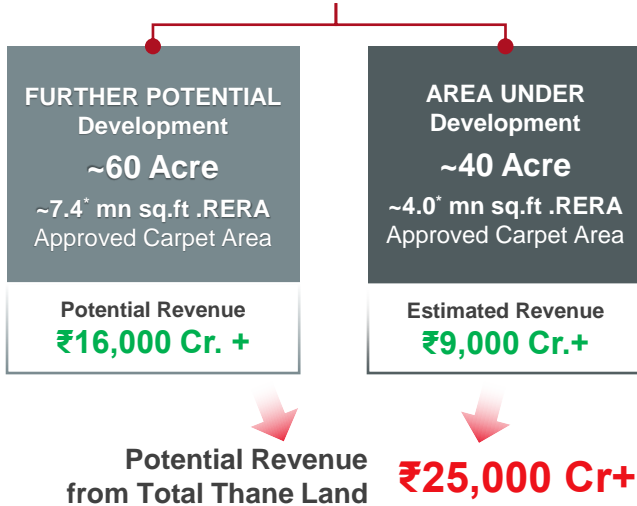 FURTHER POTENTIAL
Development
~60 Acre
~7.4* mn sq.ft .RERA
Approved Carpet Area
Potential Revenue
₹16,000 Cr. +
AREA UNDER
Development
~40 Acre
~4.0* mn sq.ft .RERA
Approved Carpet Area
Estimated Revenue
₹9,000 Cr.+
Potential Revenue
from Total Thane Land
₹25,000 Cr+